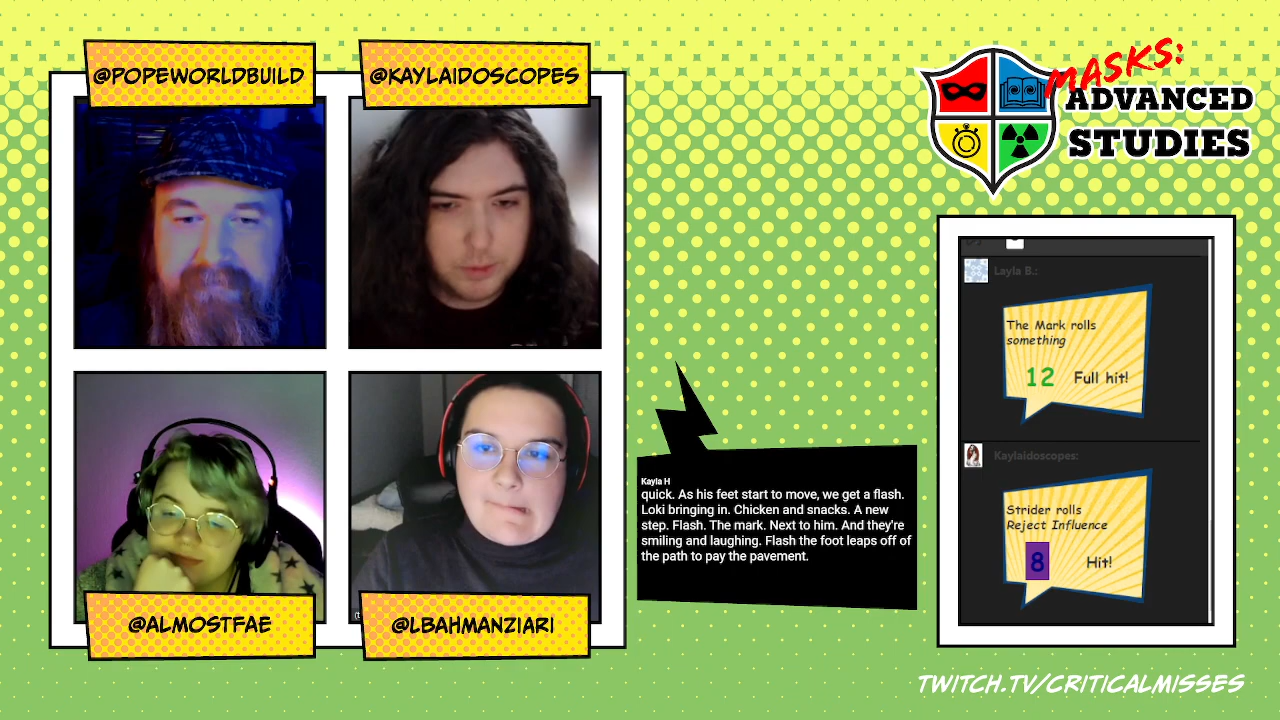 @POPEWORLDBUILD
@KAYLAIDOSCOPES
@ALMOSTFAE
@LBAHMANZIARI
Kayla H
quick. As his feet start to move, we get a flash.
Loki bringing in. Chicken and snacks. A new
step. Flash. The mark. Next to him. And they're
smiling and laughing. Flash the foot leaps off of
the path to pay the pavement.
MASKS:
ADVANCED
STUDIES
Layla B.:
The Mark rolls
something
12 Full hit!
Kaylaidoscopes:
Strider rolls
Reject Influence
8 Hit!
TWITCH.TV/CRITICALMISSES